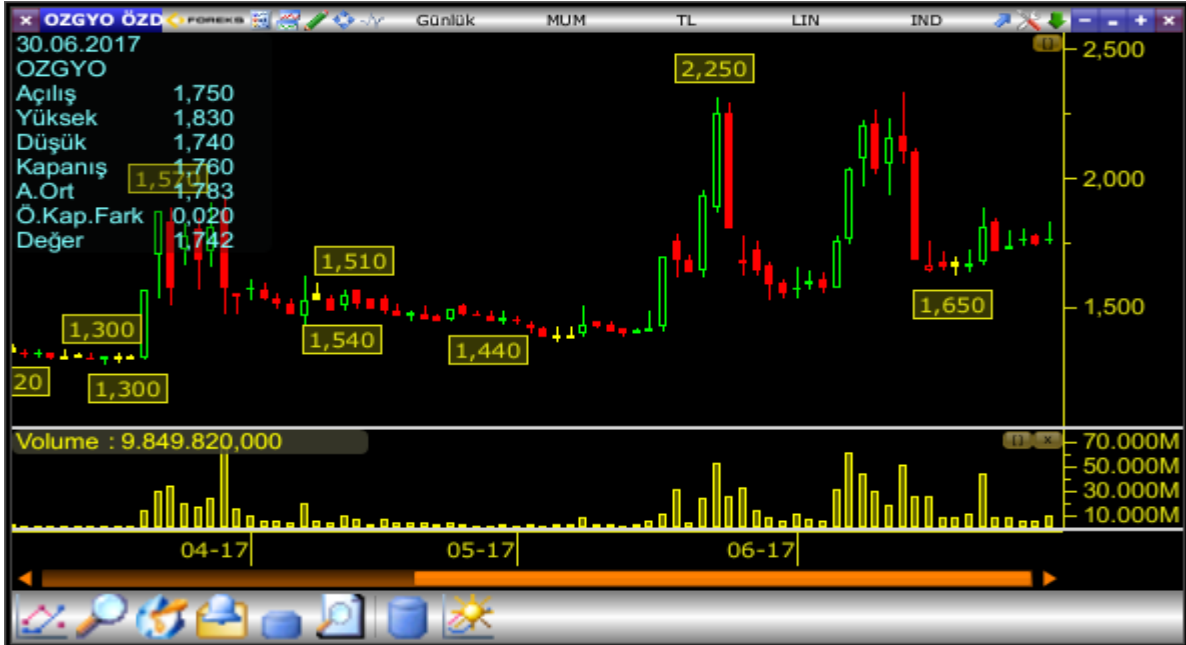 OZGYO ÖZD FOREKS Günlük MUM TL LIN IND
30.06.2017
OZGYO
Açılış 1,750
Yüksek 1,830
Düşük 1,740
Kapanış 1,760
A.Ort 1,783
Ö.Kap.Fark 0,020
Değer 1,742
2,250
1,570
1,510
1,300
1,540
1,440
1,650
20
1,300
2,500
2,000
1,500
Volume : 9.849.820,000
70.000M
50.000M
30.000M
10.000M
04-17 05-17 06-17